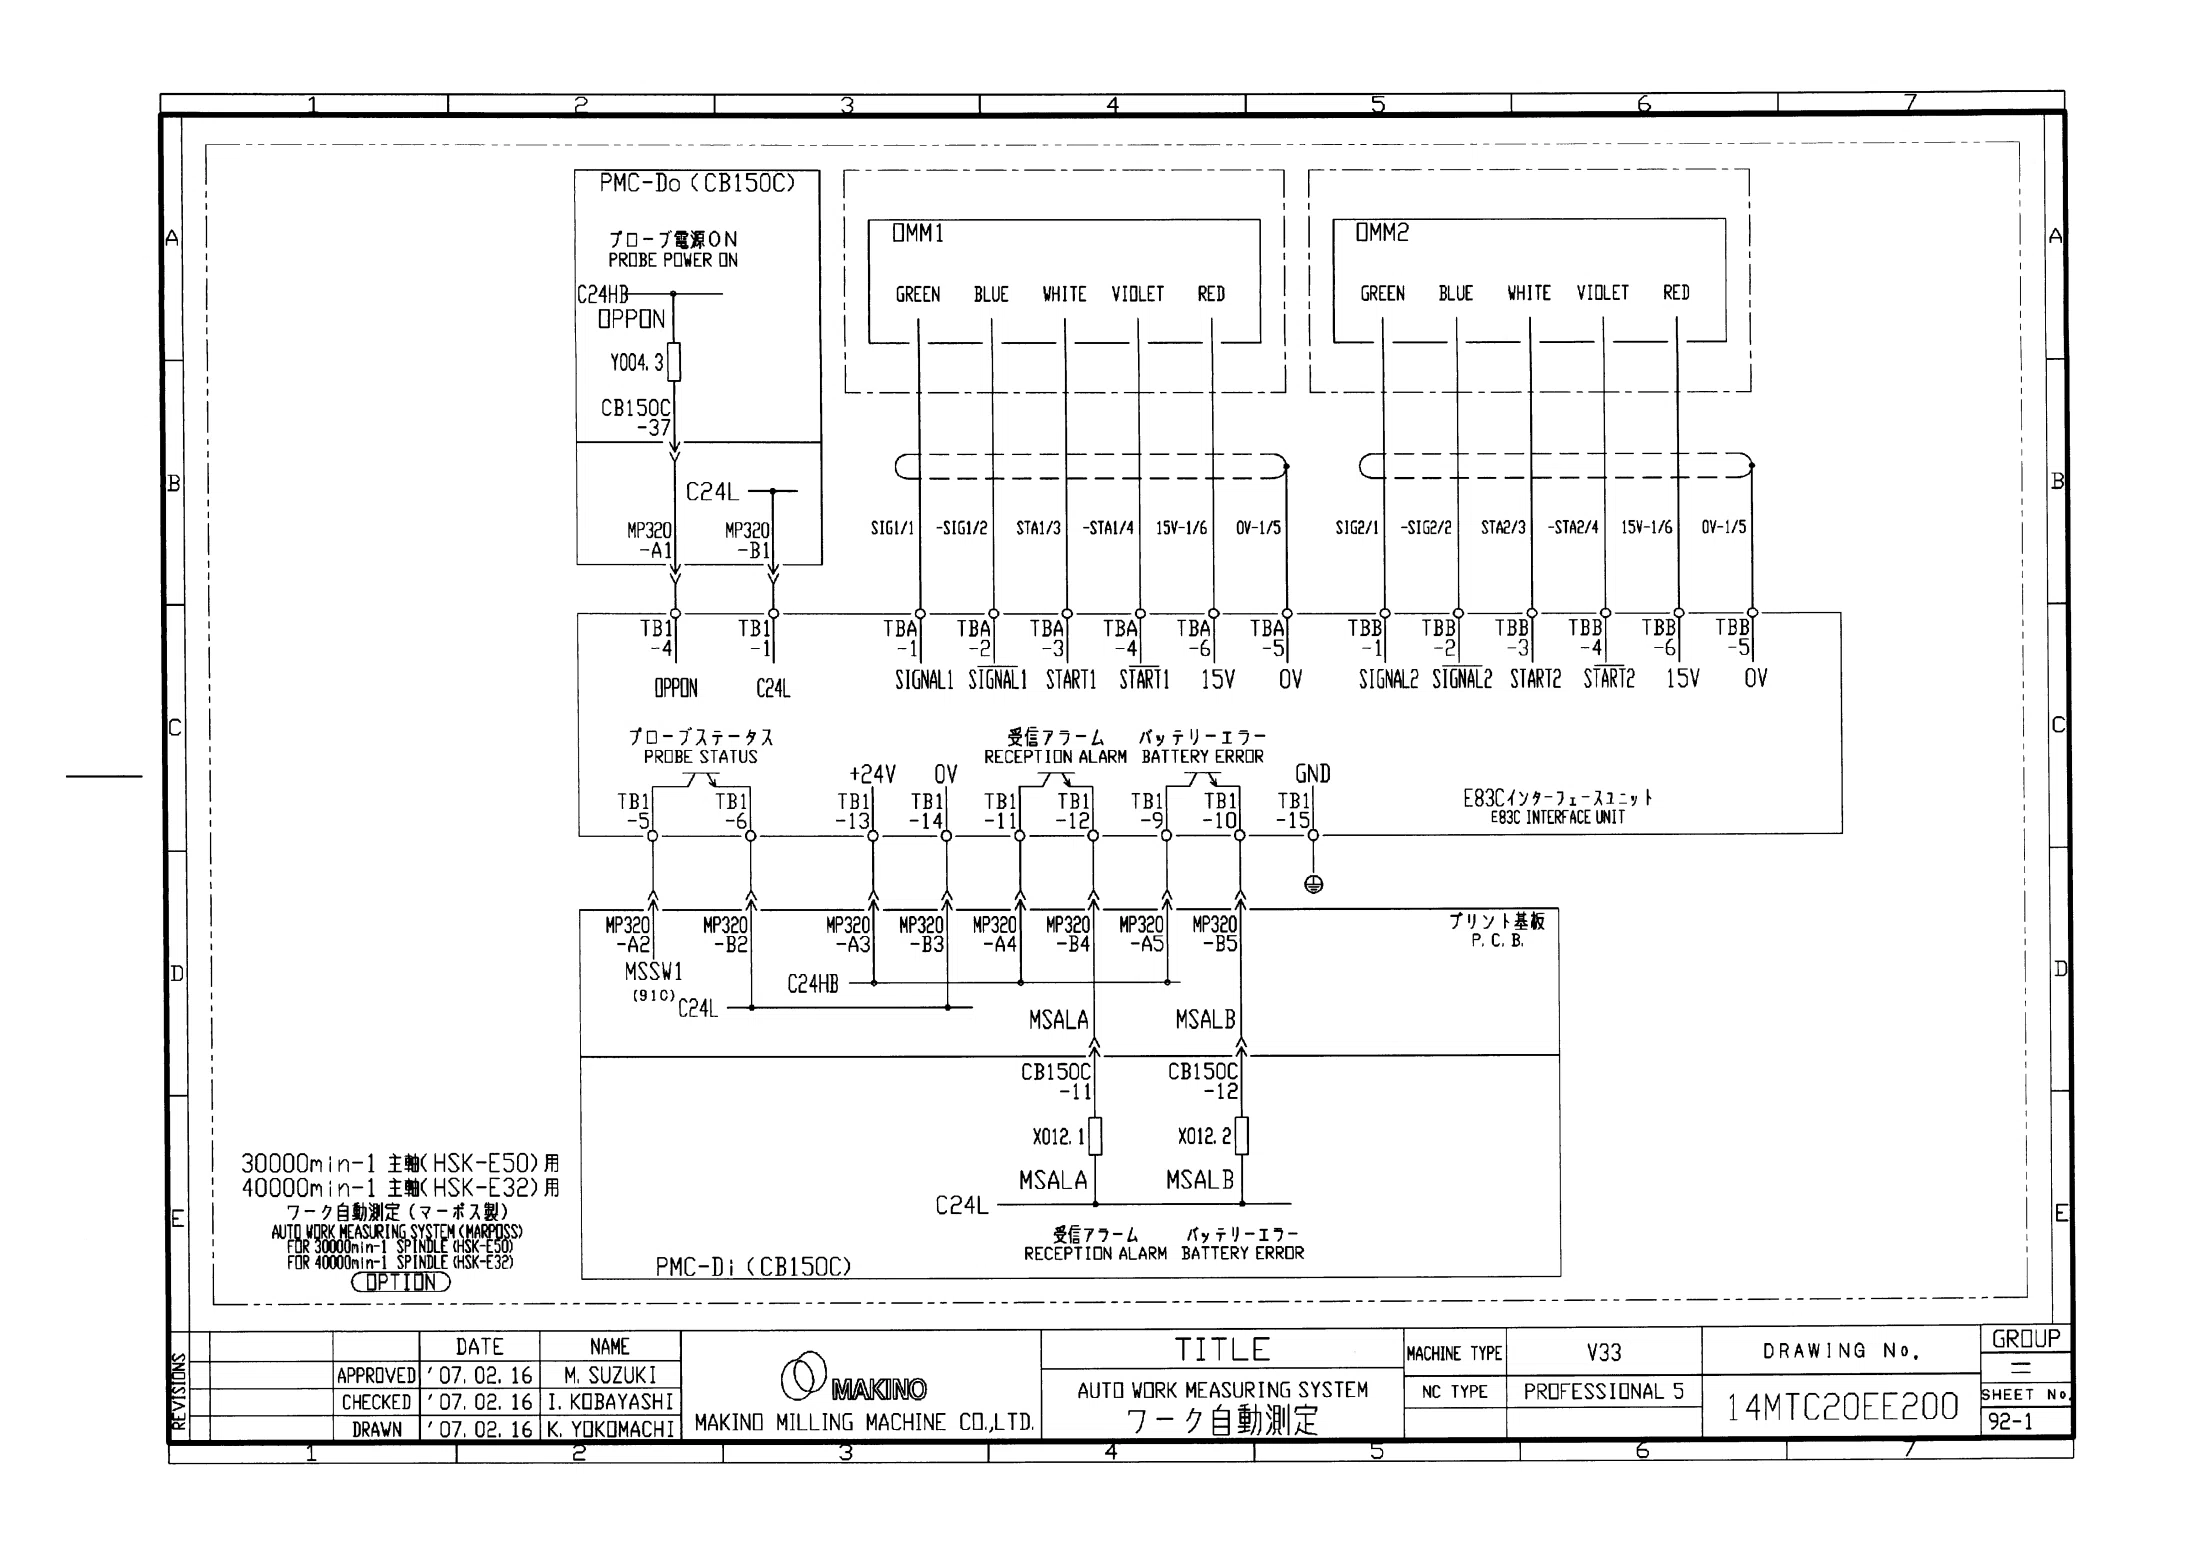 1 2 3 4 5 6 7
A
B
C
D
E
A
B
C
D
E
PMC-Do (CB150C)
プローブ電源ON
PROBE POWER ON
C24HB
OPPON
Y004.3
CB150C
-37
C24L
MP320
-A1
MP320
-B1
OMM1
GREEN BLUE WHITE VIOLET RED
OMM2
GREEN BLUE WHITE VIOLET RED
SIG1/1 -SIG1/2 STA1/3 -STA1/4 15V-1/6 0V-1/5
SIG2/1 -SIG2/2 STA2/3 -STA2/4 15V-1/6 0V-1/5
TB1 TB1 TBA TBA TBA TBA TBA TBA TBB TBB TBB TBB TBB TBB
-4 -1 -1 -2 -3 -4 -6 -5 -1 -2 -3 -4 -6 -5
OPPON C24L SIGNAL1 S̅I̅G̅N̅A̅L̅1 START1 S̅T̅A̅R̅T̅1 15V 0V SIGNAL2 S̅I̅G̅N̅A̅L̅2 START2 S̅T̅A̅R̅T̅2 15V 0V
プローブステータス
PROBE STATUS
受信アラーム バッテリーエラー
RECEPTION ALARM BATTERY ERROR
+24V 0V GND
TB1 TB1 TB1 TB1 TB1 TB1 TB1 TB1 TB1
-5 -6 -13 -14 -11 -12 -9 -10 -15
E83Cインターフェースユニット
E83C INTERFACE UNIT
MP320 MP320 MP320 MP320 MP320 MP320 MP320 MP320
-A2 -B2 -A3 -B3 -A4 -B4 -A5 -B5
プリント基板
P.C.B.
MSSW1
(91C)
C24L
C24HB
MSALA MSALB
CB150C CB150C
-11 -12
X012.1 X012.2
MSALA MSALB
C24L
受信アラーム バッテリーエラー
RECEPTION ALARM BATTERY ERROR
PMC-Di (CB150C)
30000min-1 主軸(HSK-E50)用
40000min-1 主軸(HSK-E32)用
ワーク自動測定(マーポス製)
AUTO WORK MEASURING SYSTEM (MARPOSS)
FOR 30000min-1 SPINDLE (HSK-E50)
FOR 40000min-1 SPINDLE (HSK-E32)
OPTION
REVISIONS
DATE NAME
APPROVED '07.02.16 M. SUZUKI
CHECKED '07.02.16 I. KOBAYASHI
DRAWN '07.02.16 K. YOKOMACHI
MAKINO
MAKINO MILLING MACHINE CO.,LTD.
TITLE
AUTO WORK MEASURING SYSTEM
ワーク自動測定
MACHINE TYPE V33
NC TYPE PROFESSIONAL 5
DRAWING No.
14MTC20EE200
GROUP
=
SHEET No.
92-1
1 2 3 4 5 6 7